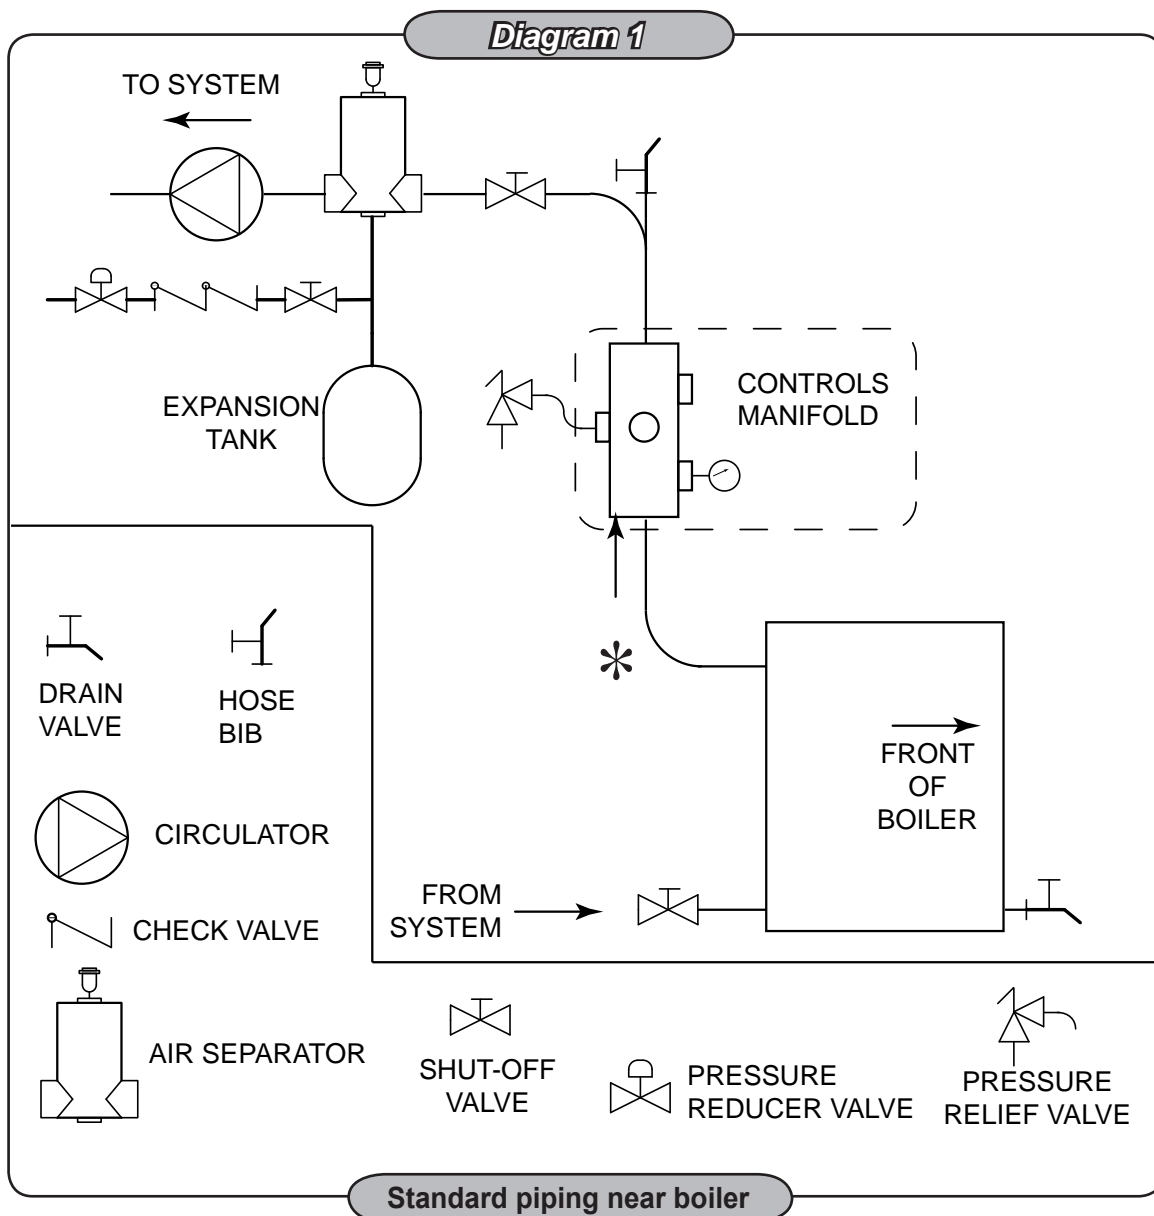 Diagram 1
TO SYSTEM
EXPANSION
TANK
CONTROLS
MANIFOLD
*
FRONT
OF
BOILER
FROM
SYSTEM
DRAIN
VALVE
HOSE
BIB
CIRCULATOR
CHECK VALVE
AIR SEPARATOR
SHUT-OFF
VALVE
PRESSURE
REDUCER VALVE
PRESSURE
RELIEF VALVE
Standard piping near boiler